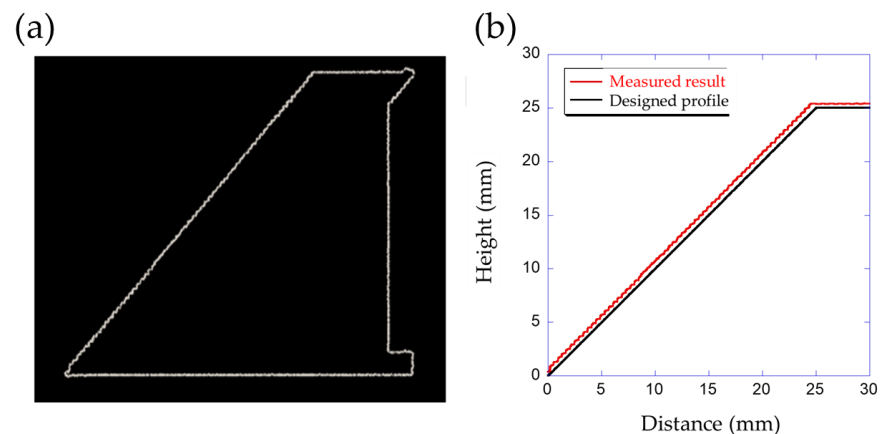 (a)
(b)
Measured result
Designed profile
Height (mm)
30
25
20
15
10
5
0
0 5 10 15 20 25 30
Distance (mm)